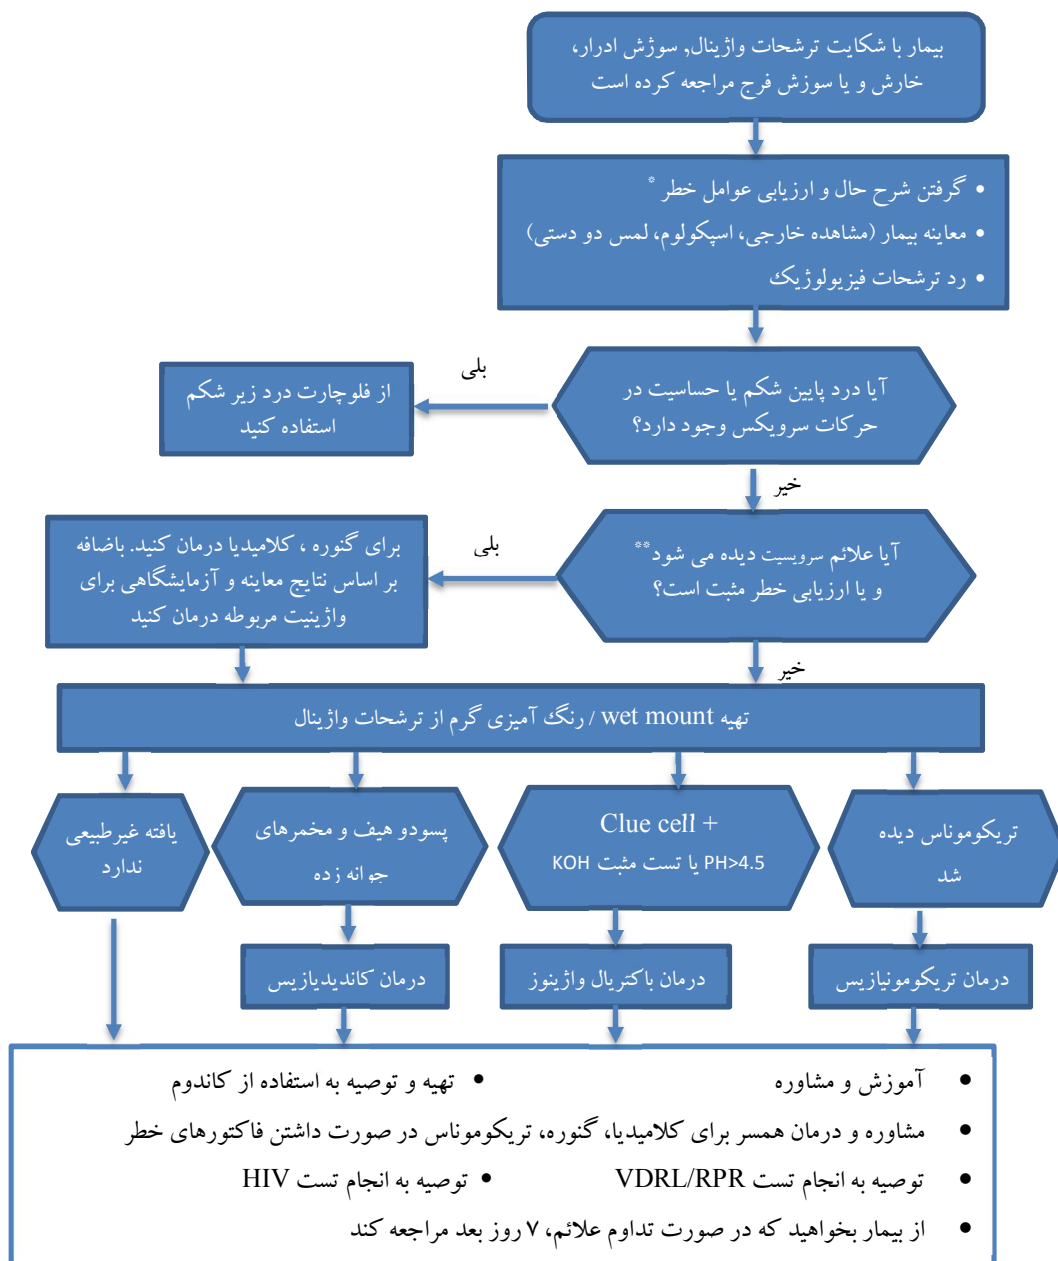 بیمار با شکایت ترشحات واژینال, سوزش ادرار،
خارش و یا سوزش فرج مراجعه کرده است
• گرفتن شرح حال و ارزیابی عوامل خطر *
• معاینه بیمار (مشاهده خارجی، اسپکولوم، لمس دو دستی)
• رد ترشحات فیزیولوژیک
آیا درد پایین شکم یا حساسیت در
حرکات سرویکس وجود دارد؟
بلی
از فلوچارت درد زیر شکم
استفاده کنید
خیر
آیا علائم سرویسیت دیده می شود**
و یا ارزیابی خطر مثبت است؟
بلی
برای گنوره ، کلامیدیا درمان کنید. باضافه
بر اساس نتایج معاینه و آزمایشگاهی برای
واژینیت مربوطه درمان کنید
خیر
تهیه wet mount / رنگ آمیزی گرم از ترشحات واژینال
تریکوموناس دیده
شد
Clue cell +
PH>4.5 یا تست مثبت KOH
پسودو هیف و مخمرهای
جوانه زده
یافته غیرطبیعی
ندارد
درمان تریکومونیازیس
درمان باکتریال واژینوز
درمان کاندیدیازیس
• آموزش و مشاوره • تهیه و توصیه به استفاده از کاندوم
• مشاوره و درمان همسر برای کلامیدیا، گنوره، تریکوموناس در صورت داشتن فاکتورهای خطر
• توصیه به انجام تست VDRL/RPR • توصیه به انجام تست HIV
• از بیمار بخواهید که در صورت تداوم علائم، ۷ روز بعد مراجعه کند